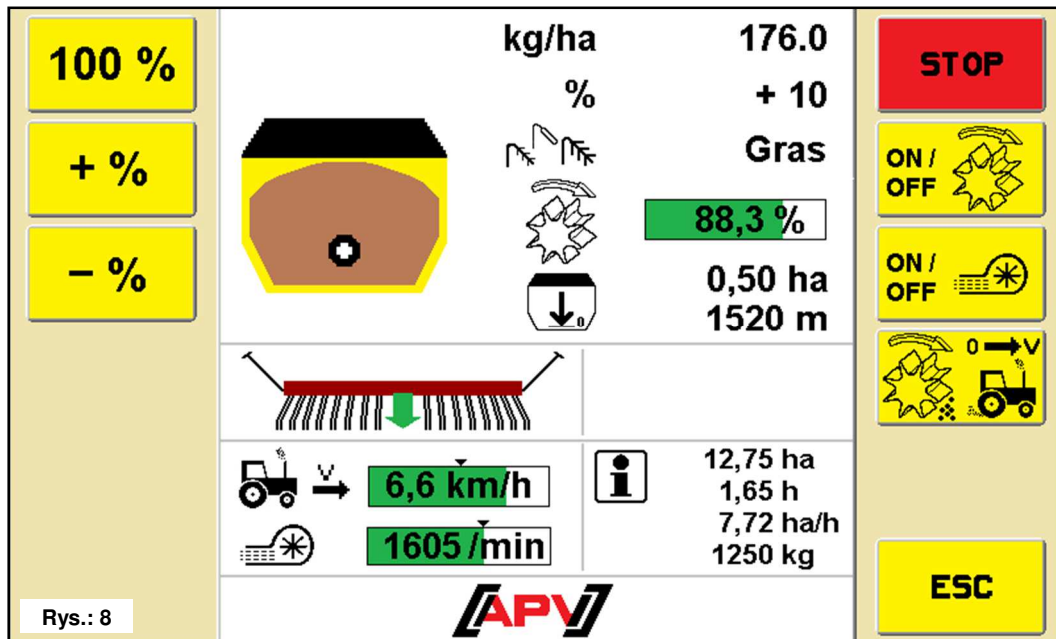 100 %
+ %
– %
kg/ha 176.0
% + 10
Gras
88,3 %
0
0,50 ha
1520 m
V
6,6 km/h
1605 /min
i
12,75 ha
1,65 h
7,72 ha/h
1250 kg
APV
STOP
ON /
OFF
ON /
OFF
0 V
ESC
Rys.: 8